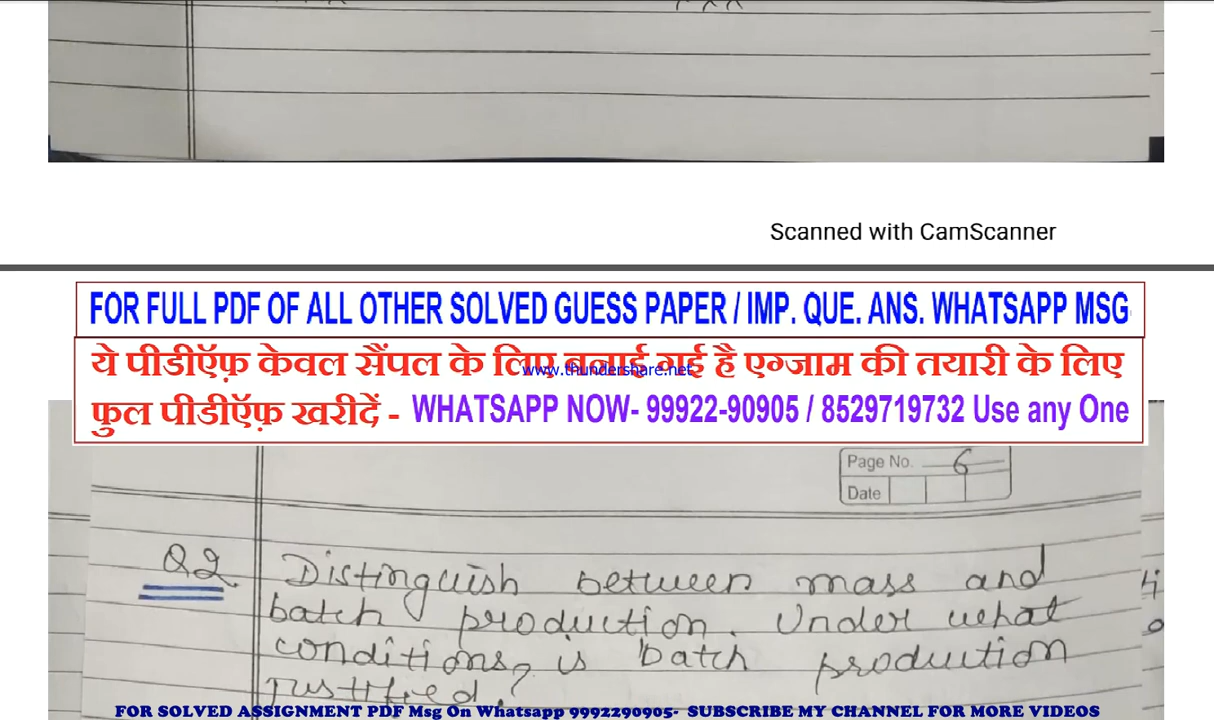 Scanned with CamScanner
FOR FULL PDF OF ALL OTHER SOLVED GUESS PAPER / IMP. QUE. ANS. WHATSAPP MSG
ये पीडीऍफ़ केवल सैंपल के लिए बनाई गई है एग्जाम की तयारी के लिए
www.thundershare.net
फुल पीडीऍफ़ खरीदें - WHATSAPP NOW- 99922-90905 / 8529719732 Use any One
Page No. 6
Date
Q2 Distinguish between mass and
batch production. Under what
conditions, is batch production
justified.
FOR SOLVED ASSIGNMENT PDF Msg On Whatsapp 9992290905- SUBSCRIBE MY CHANNEL FOR MORE VIDEOS